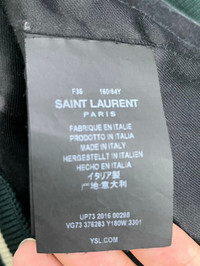 F36 160/64Y
SAINT LAURENT
PARIS
FABRIQUÉ EN ITALIE
PRODOTTO IN ITALIA
MADE IN ITALY
HERGESTELLT IN ITALIEN
HECHO EN ITALIA
イタリア製
产地意大利
UP73 2016 00295
VG73 376283 Y180W 3301
YSL.COM